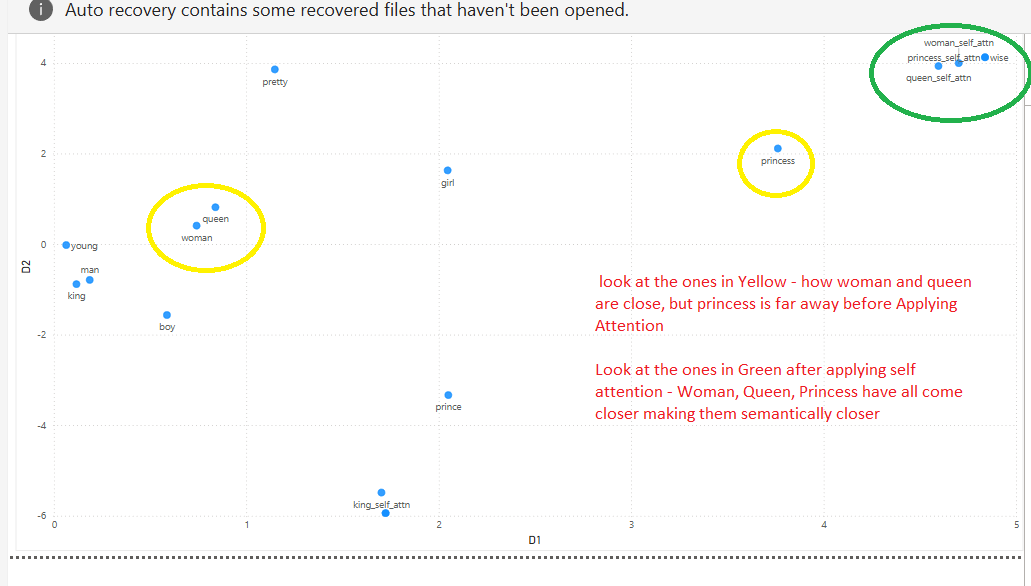 i Auto recovery contains some recovered files that haven't been opened.
woman_self_attn
4
princess_self_attn wise
pretty
queen_self_attn
2
princess
girl
queen
woman
0
young
D2
man
king
look at the ones in Yellow - how woman and queen
are close, but princess is far away before Applying
Attention
boy
-2
Look at the ones in Green after applying self
attention - Woman, Queen, Princess have all come
closer making them semantically closer
prince
-4
king_self_attn
-6
0 1 2 3 4 5
D1